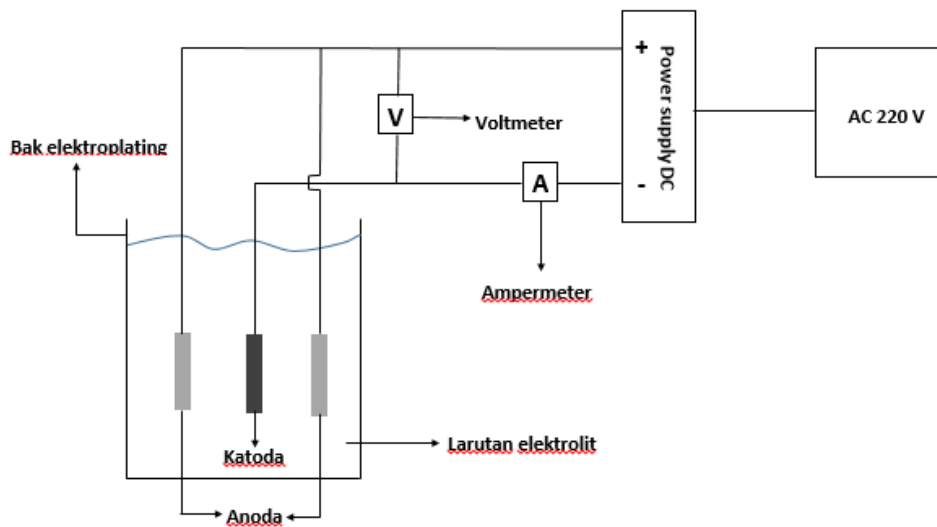 +
Power supply DC
AC 220 V
V
Voltmeter
Bak elektroplating
A
-
Ampermeter
Larutan elektrolit
Katoda
Anoda